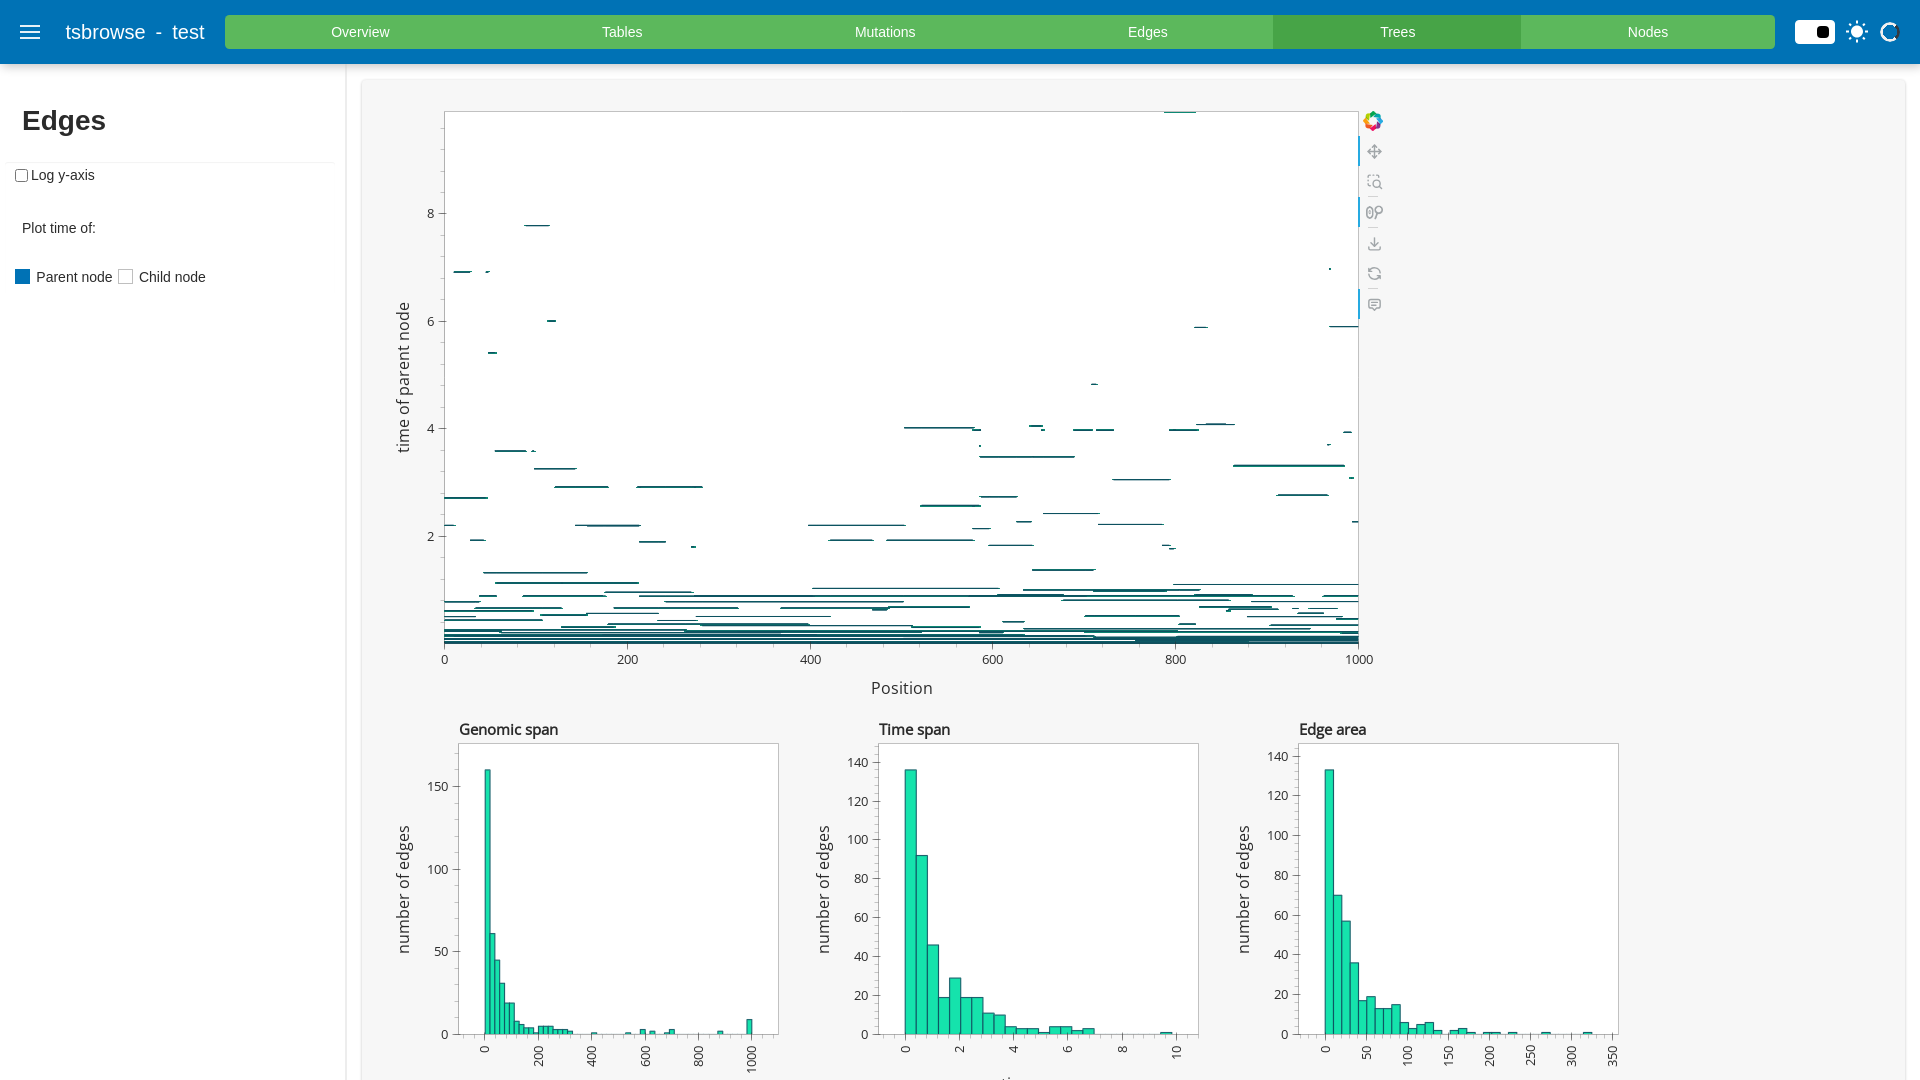 tsbrowse - test
Overview
Tables
Mutations
Edges
Trees
Nodes
Edges
Log y-axis
Plot time of:
Parent node
Child node
time of parent node
8
6
4
2
0
200
400
600
800
1000
Position
Genomic span
number of edges
150
100
50
0
0
200
400
600
800
1000
Time span
number of edges
140
120
100
80
60
40
20
0
0
2
4
6
8
10
Edge area
number of edges
140
120
100
80
60
40
20
0
0
50
100
150
200
250
300
350